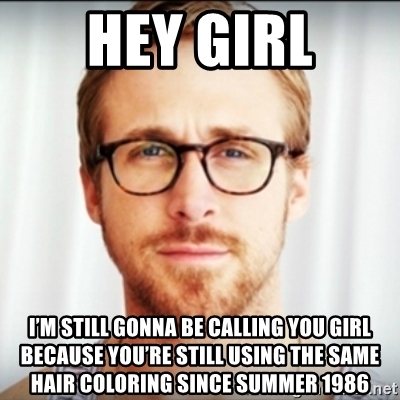 HEY GIRL
I'M STILL GONNA BE CALLING YOU GIRL
BECAUSE YOU'RE STILL USING THE SAME
HAIR COLORING SINCE SUMMER 1986